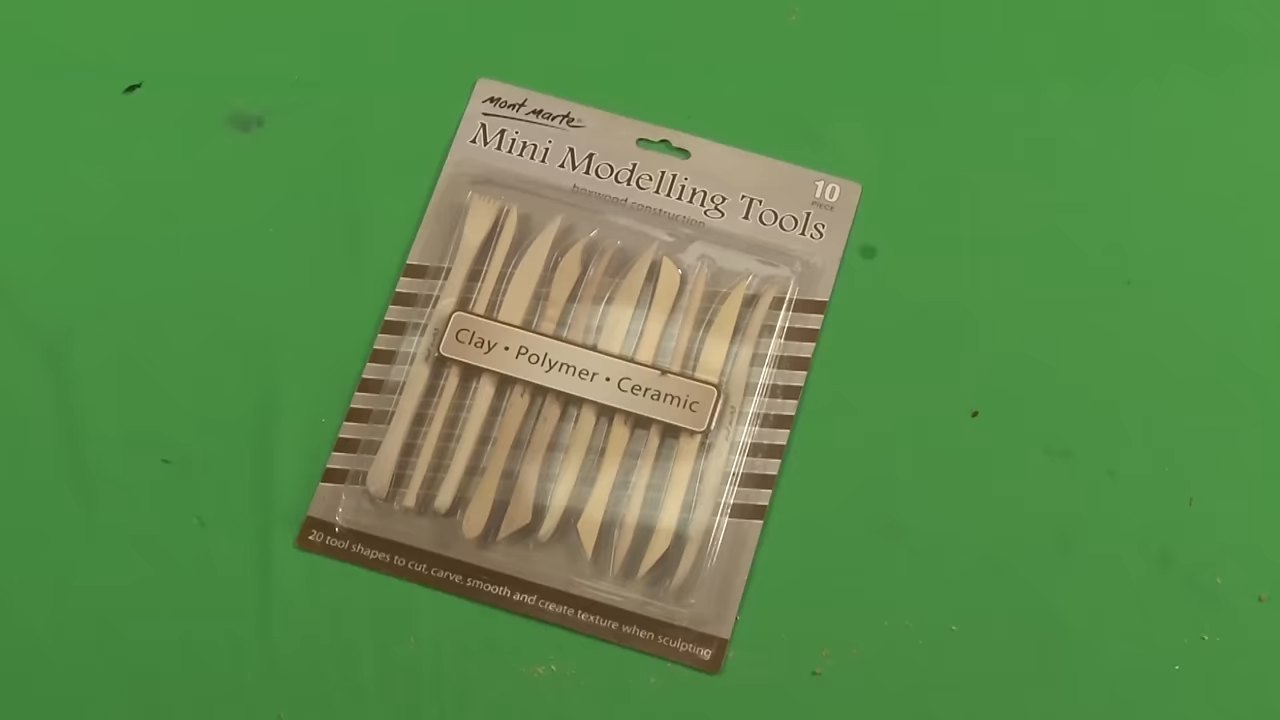 Mont Marte®
Mini Modelling Tools
boxwood construction
10
PIECE
Clay • Polymer • Ceramic
20 tool shapes to cut, carve, smooth and create texture when sculpting